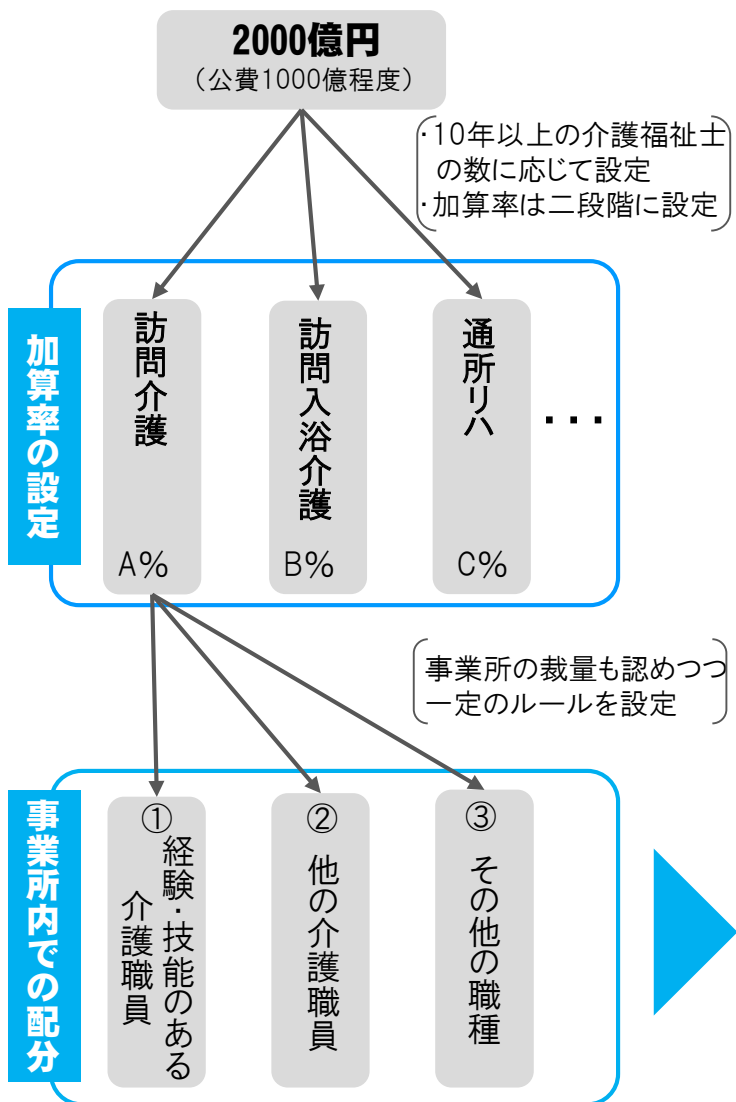 2000億円
（公費1000億程度）
・10年以上の介護福祉士
の数に応じて設定
・加算率は二段階に設定
加算率の設定
訪問介護
A%
訪問入浴介護
B%
通所リハ
C%
・・・
事業所の裁量も認めつつ
一定のルールを設定
事業所内での配分
①
経験・技能のある
介護職員
②
他の介護職員
③
その他の職種